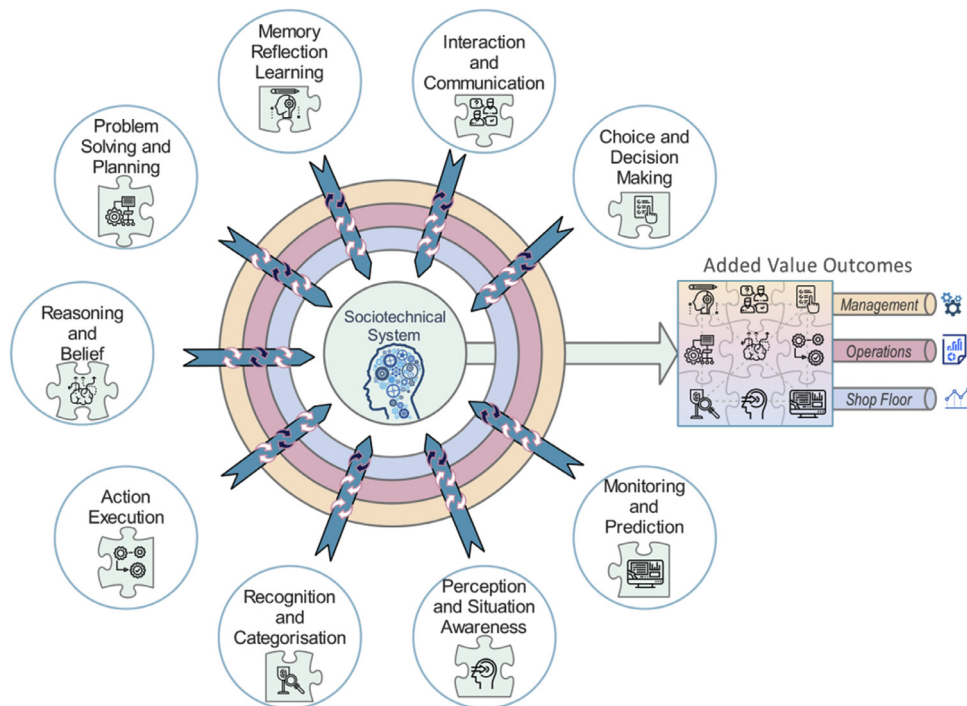 Memory
Reflection
Learning
Interaction
and
Communication
Problem
Solving and
Planning
Choice and
Decision
Making
Reasoning
and
Belief
Sociotechnical
System
Added Value Outcomes
Management
Operations
Shop Floor
Action
Execution
Monitoring
and
Prediction
Recognition
and
Categorisation
Perception
and Situation
Awareness